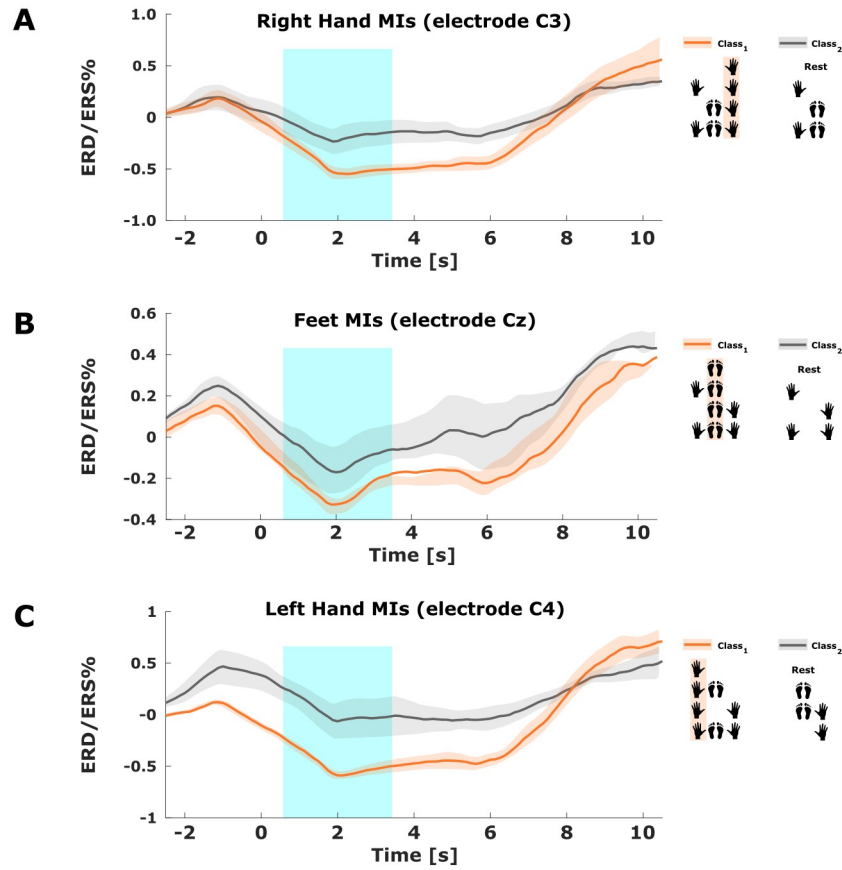 A
Right Hand MIs (electrode C3)
1.0
0.5
0
-0.5
-1.0
ERD/ERS%
-2 0 2 4 6 8 10
Time [s]
Class1 Class2
Rest
B
Feet MIs (electrode Cz)
0.6
0.4
0.2
0
-0.2
-0.4
ERD/ERS%
-2 0 2 4 6 8 10
Time [s]
Class1 Class2
Rest
C
Left Hand MIs (electrode C4)
1
0.5
-0
-0.5
-1
ERD/ERS%
-2 0 2 4 6 8 10
Time [s]
Class1 Class2
Rest